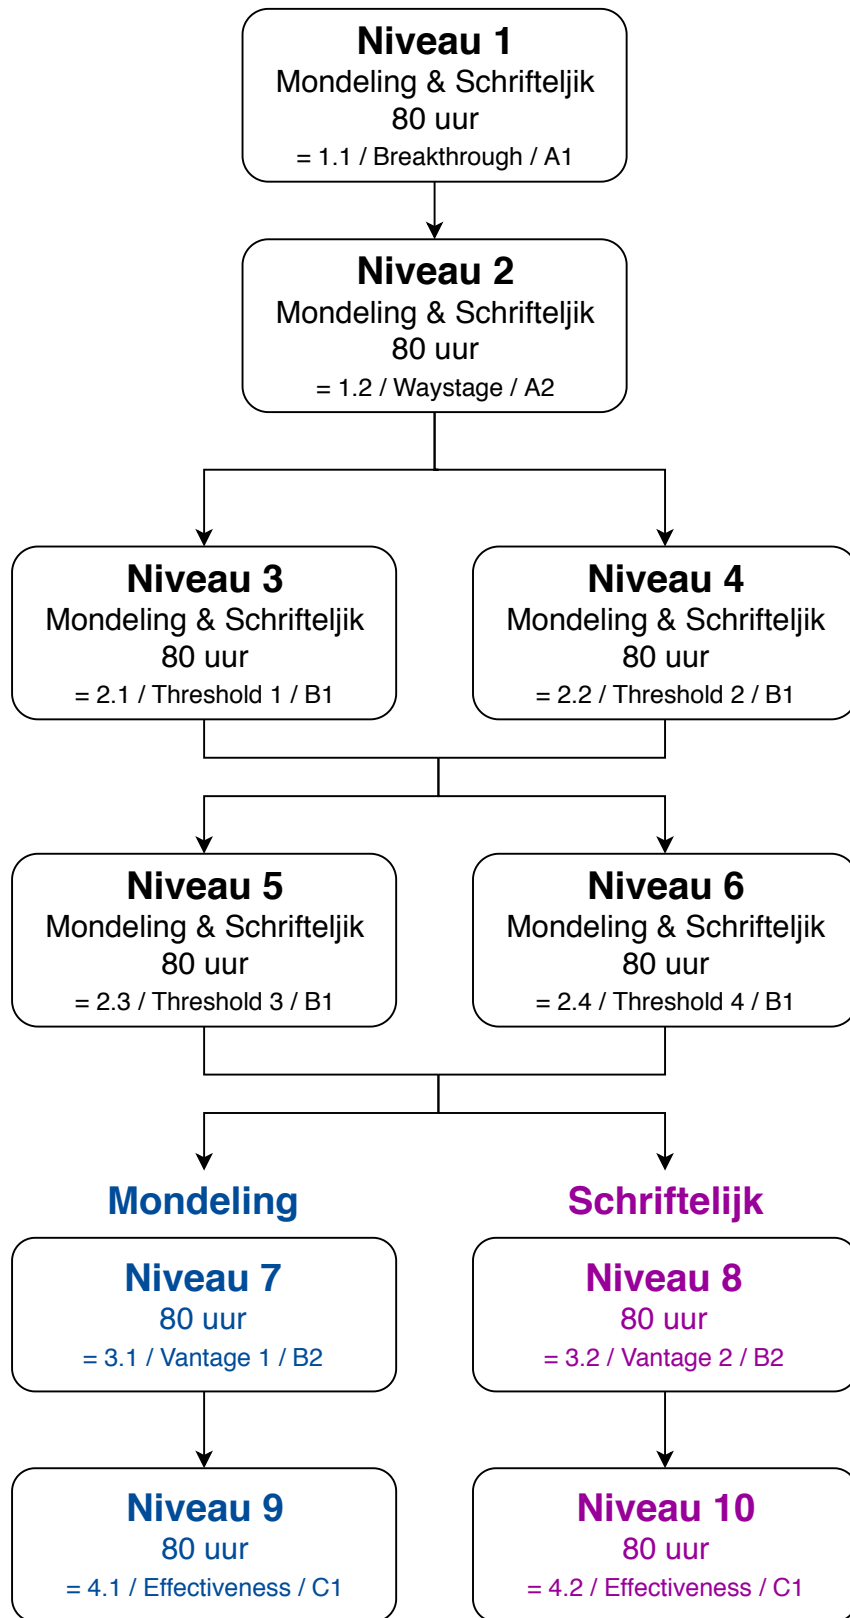 Niveau 1
Mondeling & Schrifteljik
80 uur
= 1.1 / Breakthrough / A1
Niveau 2
Mondeling & Schrifteljik
80 uur
= 1.2 / Waystage / A2
Niveau 3
Mondeling & Schrifteljik
80 uur
= 2.1 / Threshold 1 / B1
Niveau 4
Mondeling & Schrifteljik
80 uur
= 2.2 / Threshold 2 / B1
Niveau 5
Mondeling & Schrifteljik
80 uur
= 2.3 / Threshold 3 / B1
Niveau 6
Mondeling & Schrifteljik
80 uur
= 2.4 / Threshold 4 / B1
Mondeling
Schriftelijk
Niveau 7
80 uur
= 3.1 / Vantage 1 / B2
Niveau 8
80 uur
= 3.2 / Vantage 2 / B2
Niveau 9
80 uur
= 4.1 / Effectiveness / C1
Niveau 10
80 uur
= 4.2 / Effectiveness / C1